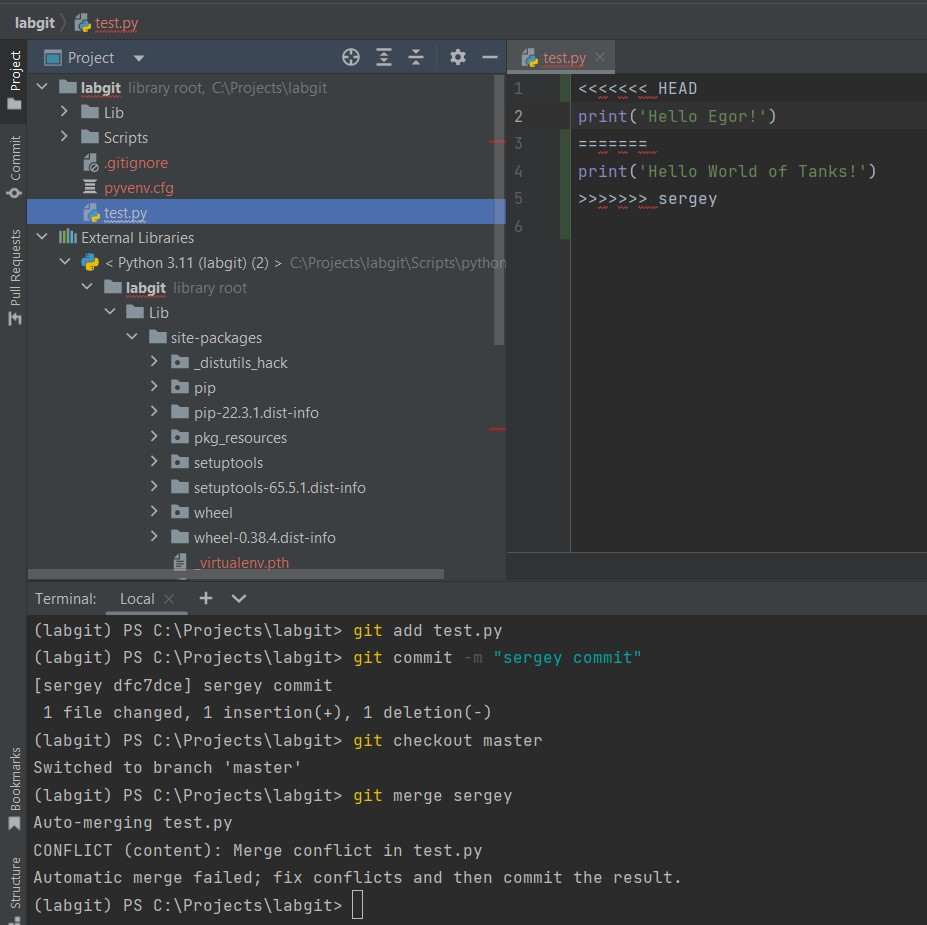 labgit test.py
Project
Commit
Pull Requests
Bookmarks
Structure
Project
labgit library root, C:\Projects\labgit
Lib
Scripts
.gitignore
pyvenv.cfg
test.py
External Libraries
< Python 3.11 (labgit) (2) > C:\Projects\labgit\Scripts\python
labgit library root
Lib
site-packages
_distutils_hack
pip
pip-22.3.1.dist-info
pkg_resources
setuptools
setuptools-65.5.1.dist-info
wheel
wheel-0.38.4.dist-info
_virtualenv.pth
test.py
1 <<<<<<< HEAD
2 print('Hello Egor!')
3 =======
4 print('Hello World of Tanks!')
5 >>>>>>> sergey
6
Terminal: Local
(labgit) PS C:\Projects\labgit> git add test.py
(labgit) PS C:\Projects\labgit> git commit -m "sergey commit"
[sergey dfc7dce] sergey commit
 1 file changed, 1 insertion(+), 1 deletion(-)
(labgit) PS C:\Projects\labgit> git checkout master
Switched to branch 'master'
(labgit) PS C:\Projects\labgit> git merge sergey
Auto-merging test.py
CONFLICT (content): Merge conflict in test.py
Automatic merge failed; fix conflicts and then commit the result.
(labgit) PS C:\Projects\labgit>